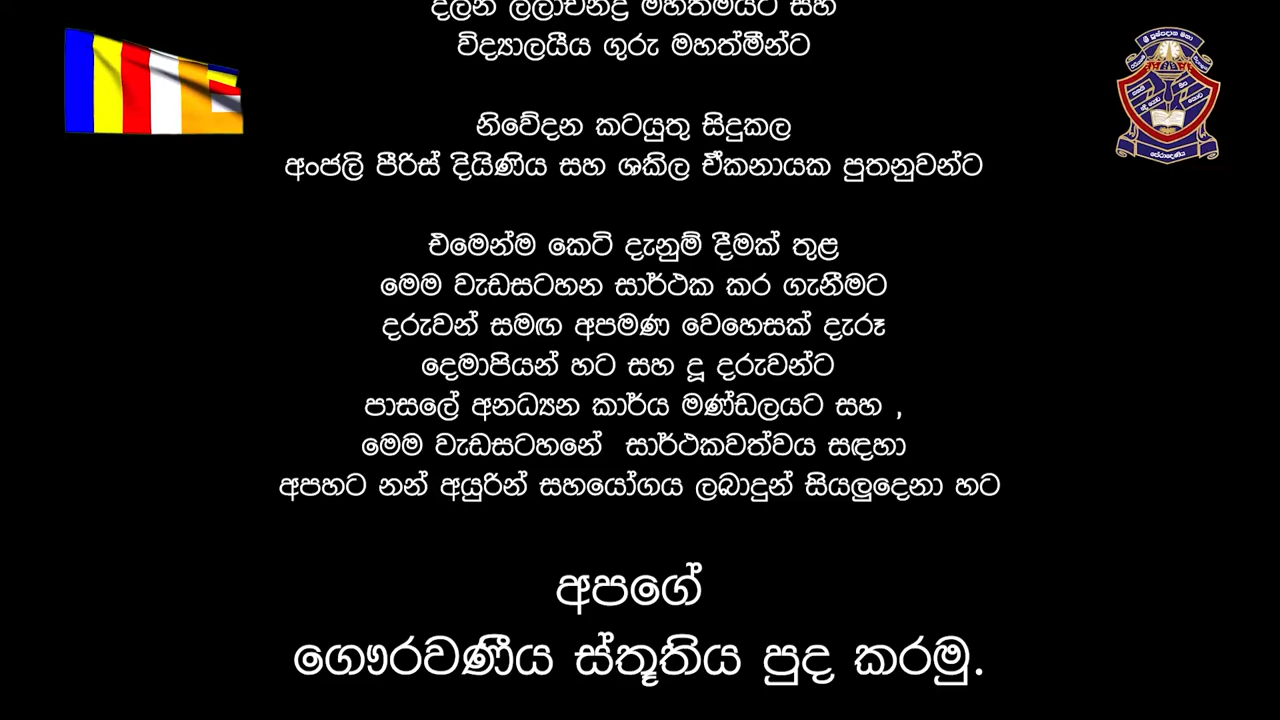 විද්‍යාලයීය ගුරු මහත්මීන්ට
නිවේදන කටයුතු සිදුකල
අංජලි පීරිස් දියිණිය සහ ශකිල ඒකනායක පුතනුවන්ට
එමෙන්ම කෙටි දැනුම් දීමක් තුළ
මෙම වැඩසටහන සාර්ථක කර ගැනීමට
දරුවන් සමඟ අපමණ වෙහෙසක් දැරූ
දෙමාපියන් හට සහ දූ දරුවන්ට
පාසලේ අනධ්‍යන කාර්ය මණ්ඩලයට සහ ,
මෙම වැඩසටහනේ සාර්ථකවත්වය සඳහා
අපහට නන් අයුරින් සහයෝගය ලබාදුන් සියලුදෙනා හට
අපගේ
ගෞරවණීය ස්තූතිය පුද කරමු.